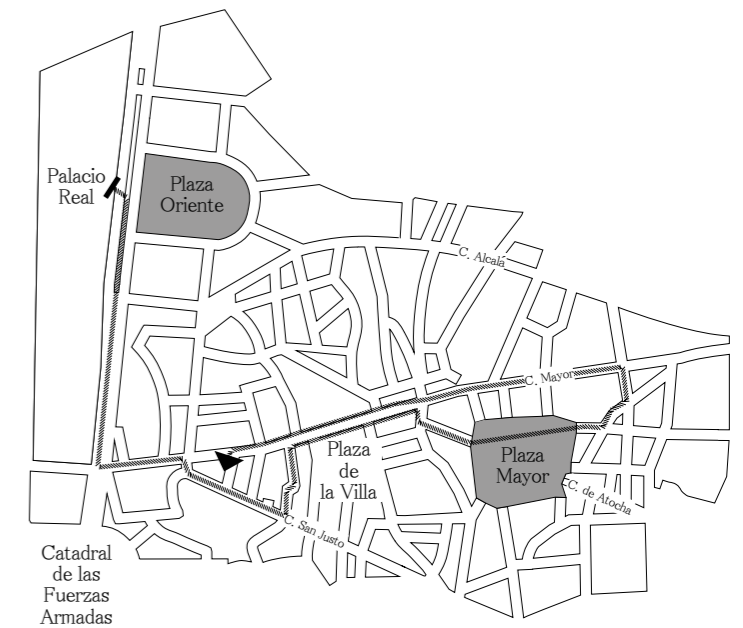 Palacio
Real
Plaza
Oriente
C. Alcalá
C. Mayor
Plaza
de
la Villa
Plaza
Mayor
C. de Atocha
C. San Justo
Catadral
de las
Fuerzas
Armadas